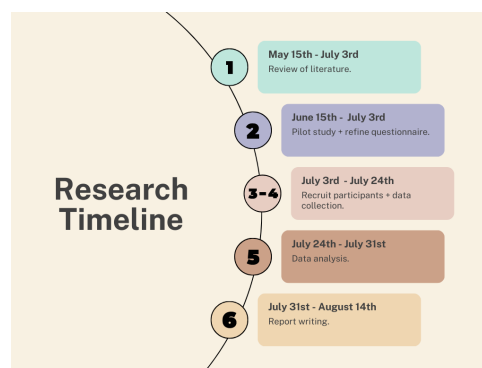 Research
Timeline
1
May 15th - July 3rd
Review of literature.
2
June 15th -  July 3rd
Pilot study + refine questionnaire.
3-4
July 3rd  - July 24th
Recruit participants + data
collection.
5
July 24th - July 31st
Data analysis.
6
July 31st - August 14th
Report writing.